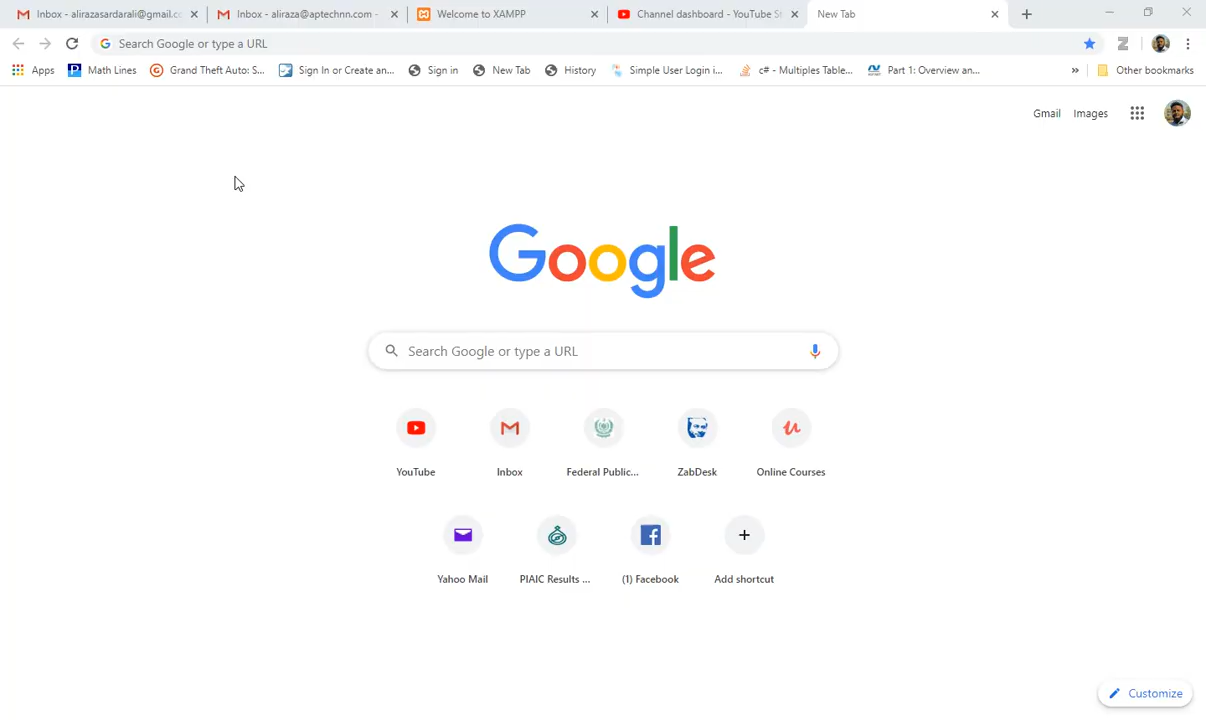 Inbox - alirazasardarali@gmail.cc
Inbox - aliraza@aptechnn.com -
Welcome to XAMPP
Channel dashboard - YouTube St
New Tab
Search Google or type a URL
Apps
Math Lines
Grand Theft Auto: S...
Sign In or Create an...
Sign in
New Tab
History
Simple User Login i...
c# - Multiples Table...
Part 1: Overview an...
»
Other bookmarks
Gmail
Images
Google
Search Google or type a URL
YouTube
Inbox
Federal Public...
ZabDesk
Online Courses
Yahoo Mail
PIAIC Results ...
(1) Facebook
Add shortcut
Customize